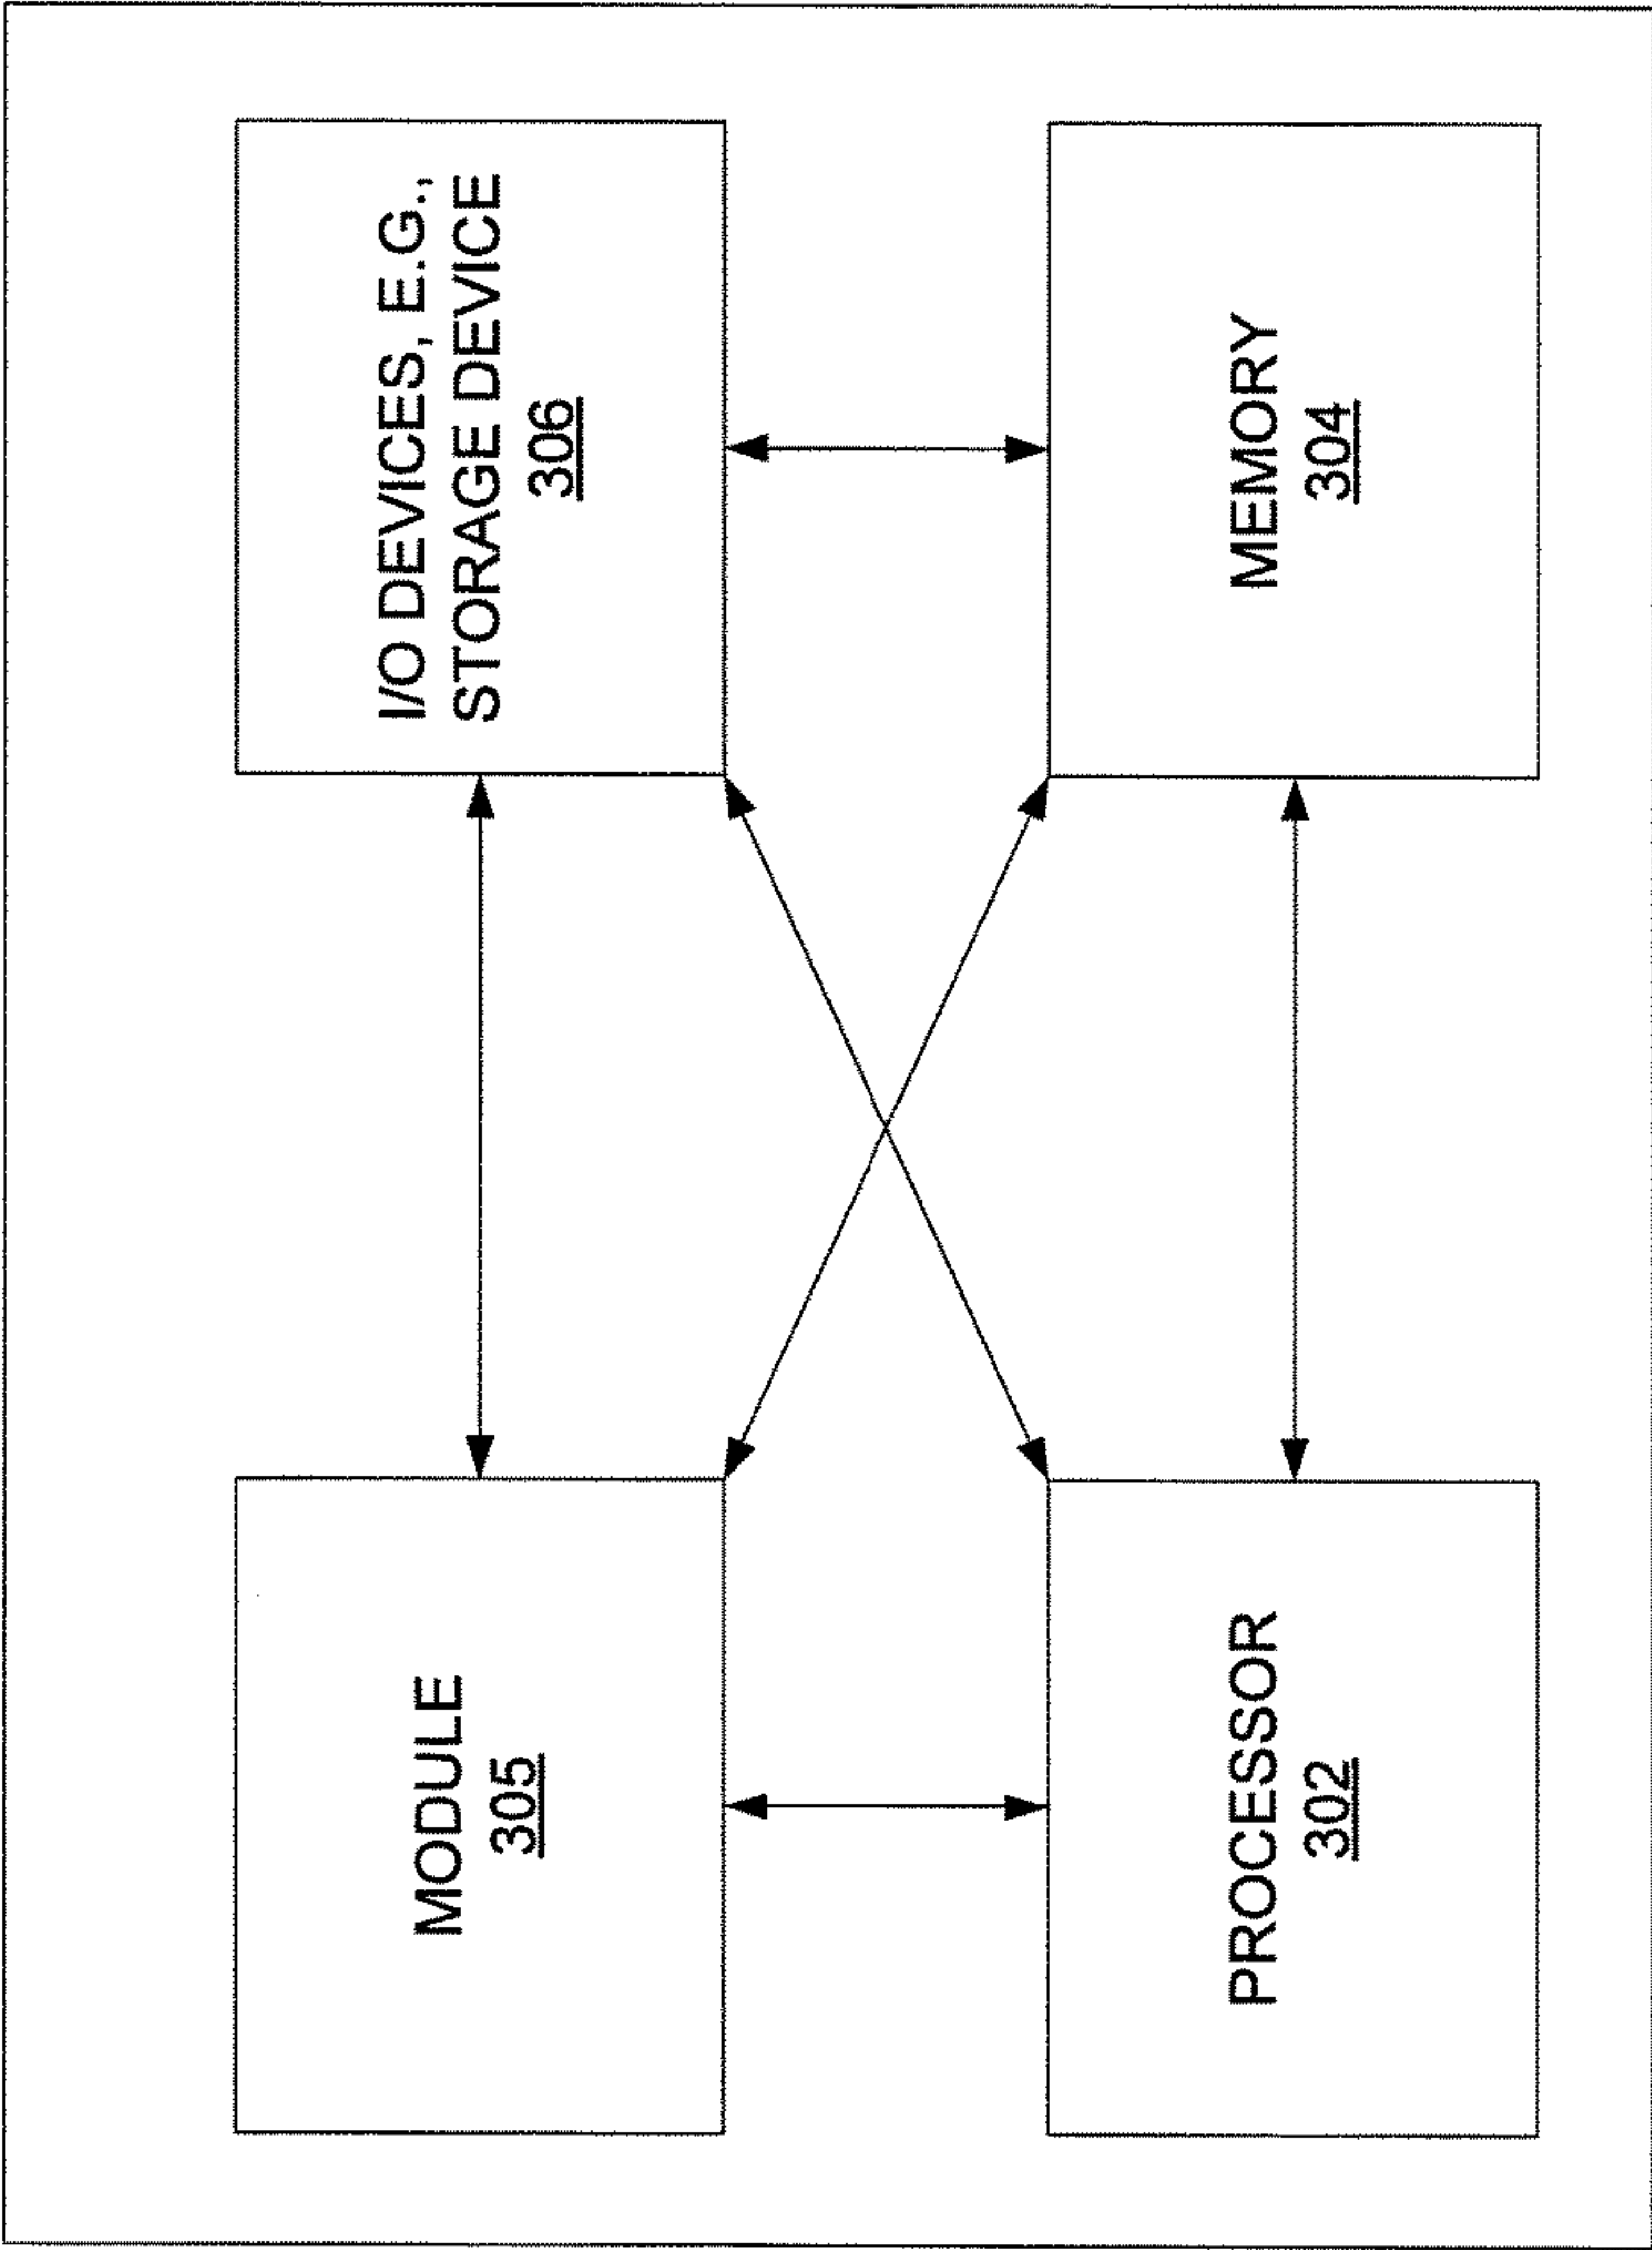 MODULE
305
I/O DEVICES, E.G.,
STORAGE DEVICE
306
PROCESSOR
302
MEMORY
304